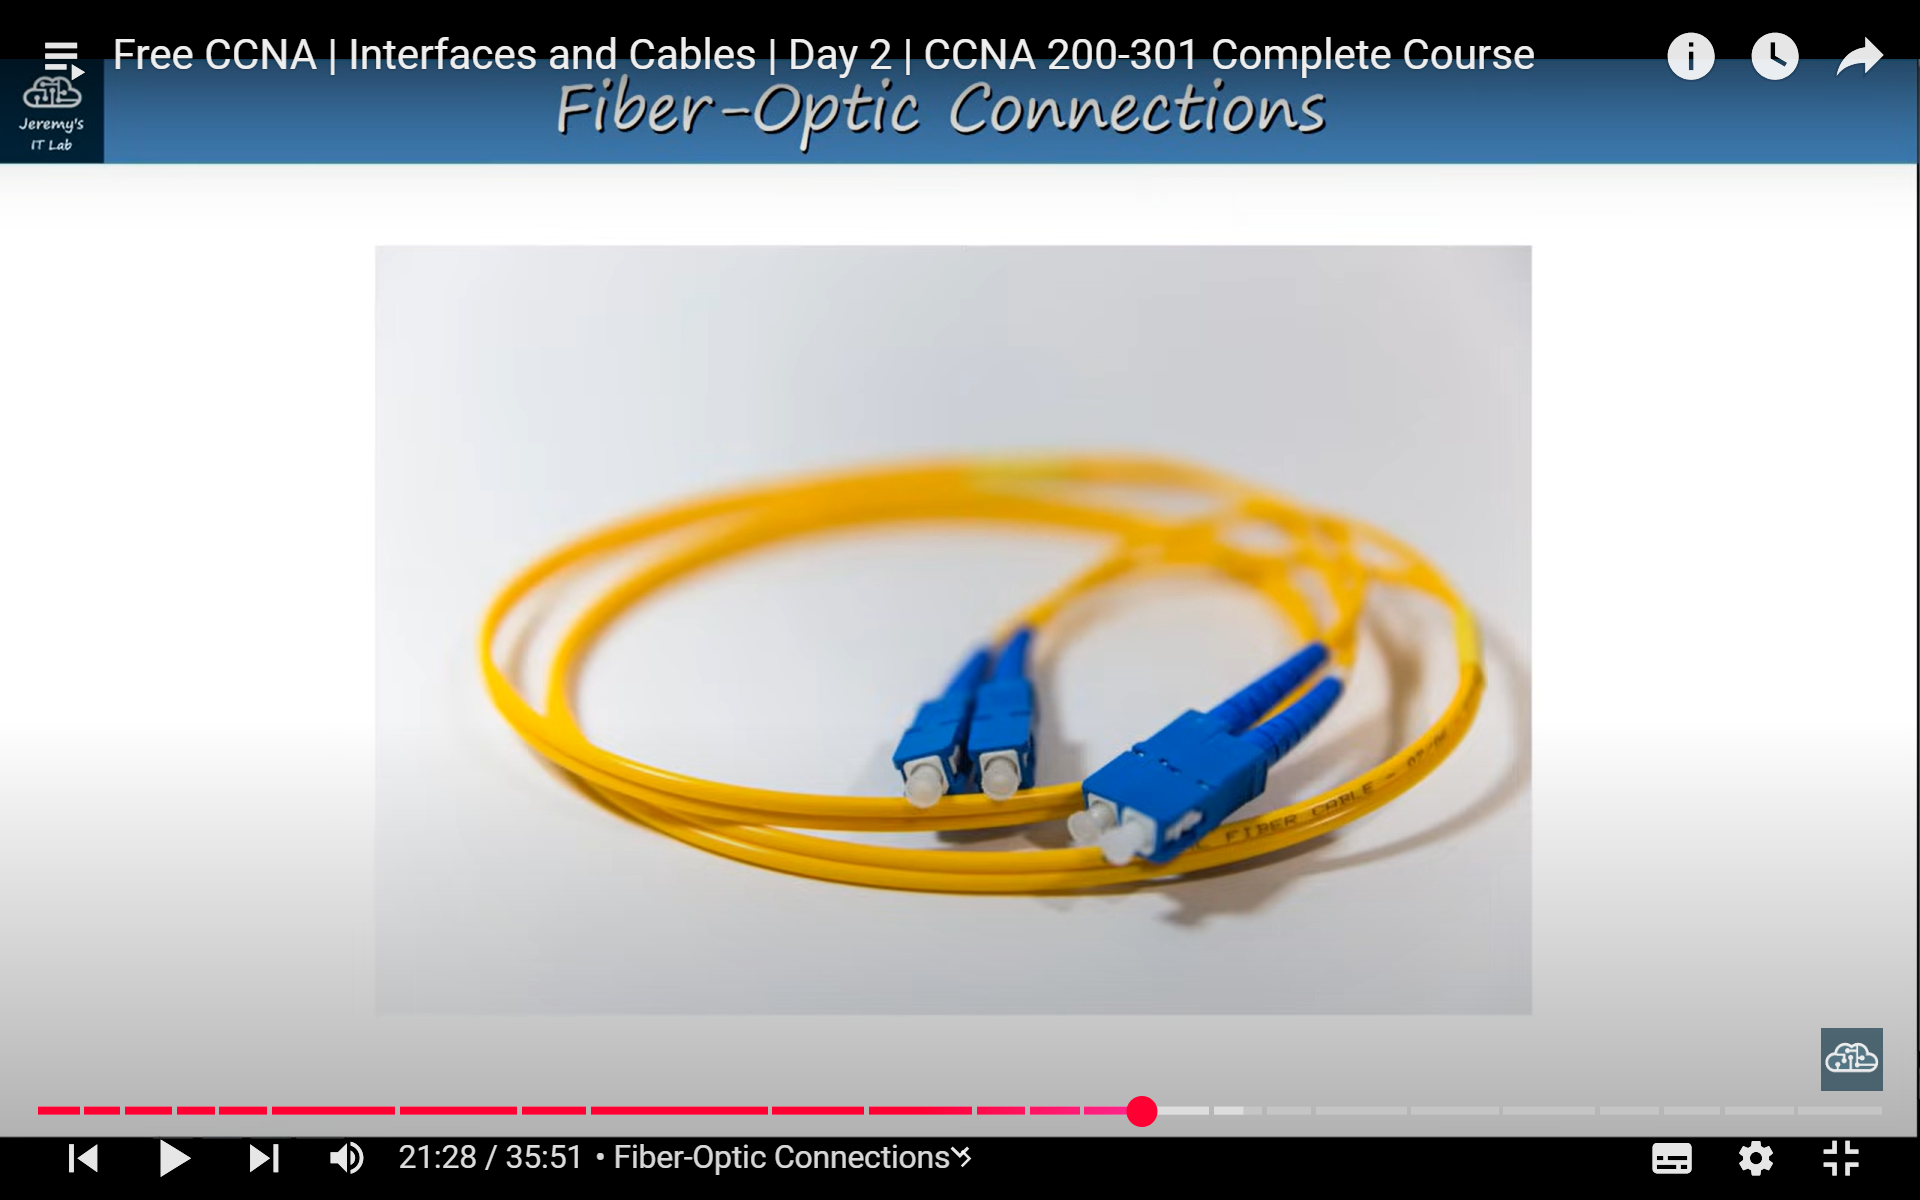 Free CCNA | Interfaces and Cables | Day 2 | CCNA 200-301 Complete Course
Jeremy's
IT Lab
Fiber-Optic Connections
FIBER CABLE -
21:28 / 35:51 • Fiber-Optic Connections